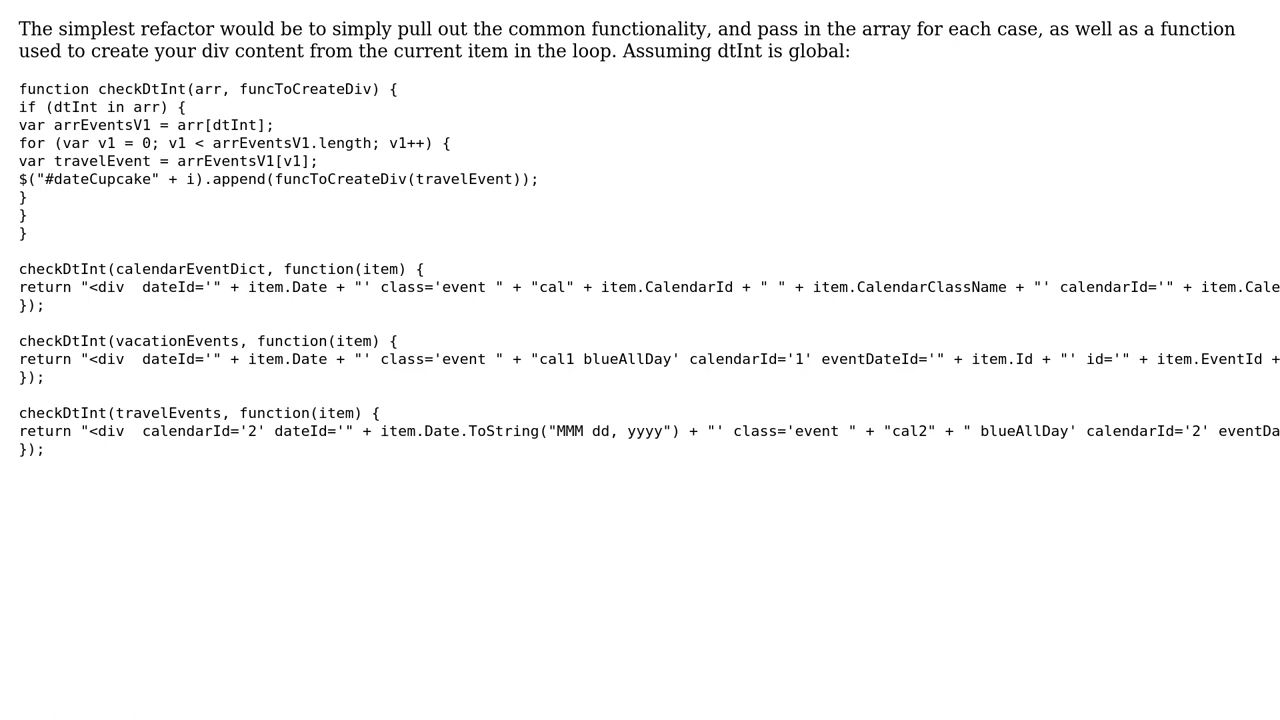 The simplest refactor would be to simply pull out the common functionality, and pass in the array for each case, as well as a function
used to create your div content from the current item in the loop. Assuming dtInt is global:
function checkDtInt(arr, funcToCreateDiv) {
if (dtInt in arr) {
var arrEventsV1 = arr[dtInt];
for (var v1 = 0; v1 < arrEventsV1.length; v1++) {
var travelEvent = arrEventsV1[v1];
$("#dateCupcake" + i).append(funcToCreateDiv(travelEvent));
}
}
}
checkDtInt(calendarEventDict, function(item) {
return "<div  dateId='" + item.Date + "' class='event " + "cal" + item.CalendarId + " " + item.CalendarClassName + "' calendarId='" + item.Cale
});
checkDtInt(vacationEvents, function(item) {
return "<div  dateId='" + item.Date + "' class='event " + "cal1 blueAllDay' calendarId='1' eventDateId='" + item.Id + "' id='" + item.EventId +
});
checkDtInt(travelEvents, function(item) {
return "<div  calendarId='2' dateId='" + item.Date.ToString("MMM dd, yyyy") + "' class='event " + "cal2" + " blueAllDay' calendarId='2' eventDa
});